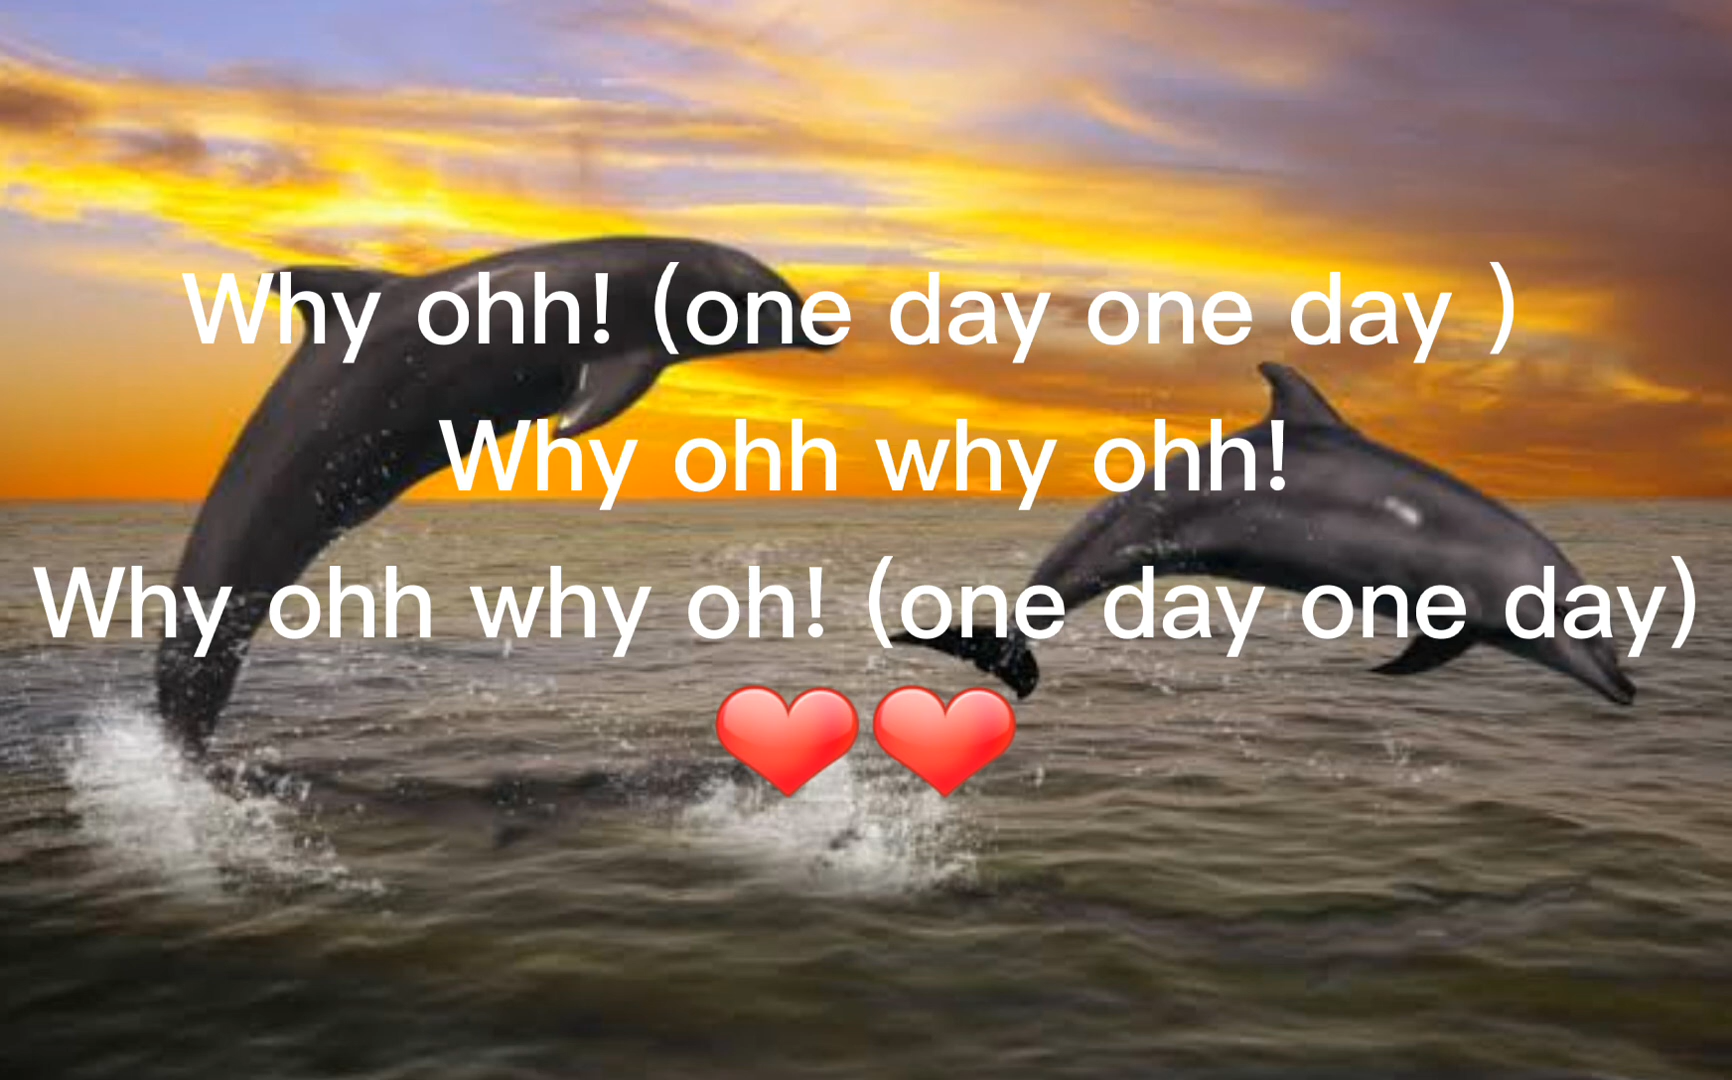 Why ohh! (one day one day )
Why ohh why ohh!
Why ohh why oh! (one day one day)
❤️❤️